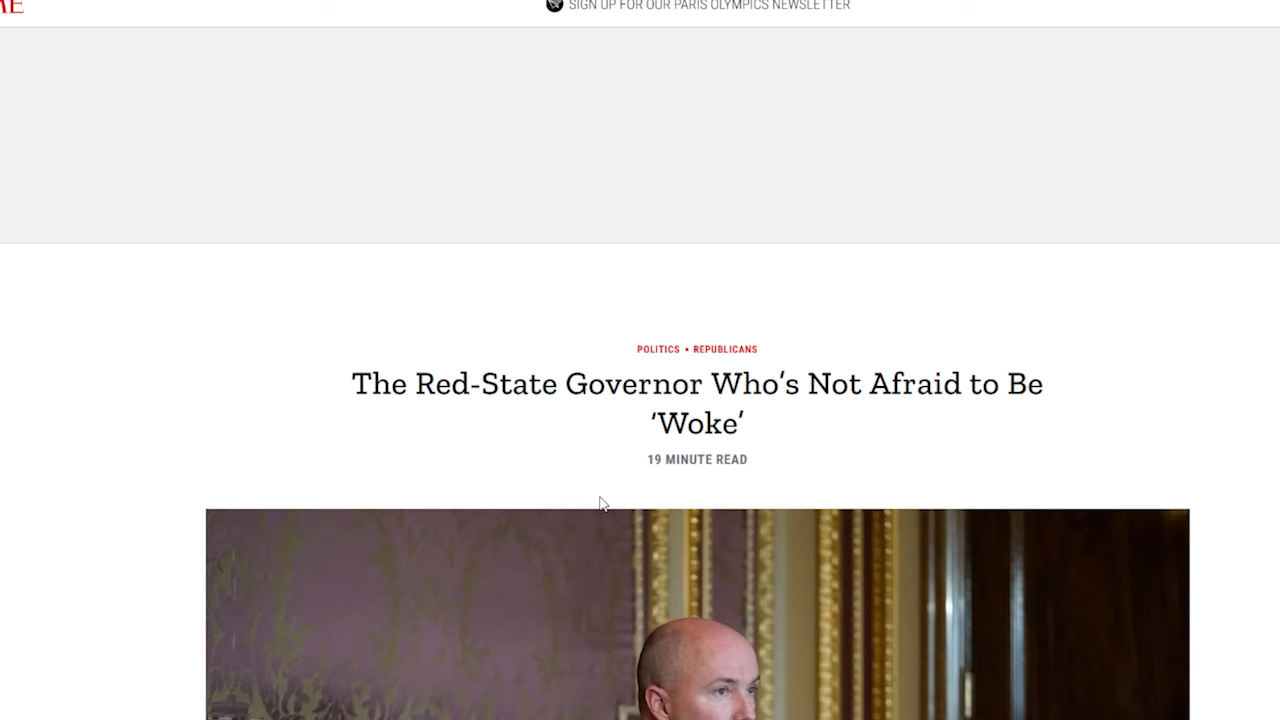 ME
SIGN UP FOR OUR PARIS OLYMPICS NEWSLETTER
POLITICS • REPUBLICANS
The Red-State Governor Who’s Not Afraid to Be
‘Woke’
19 MINUTE READ